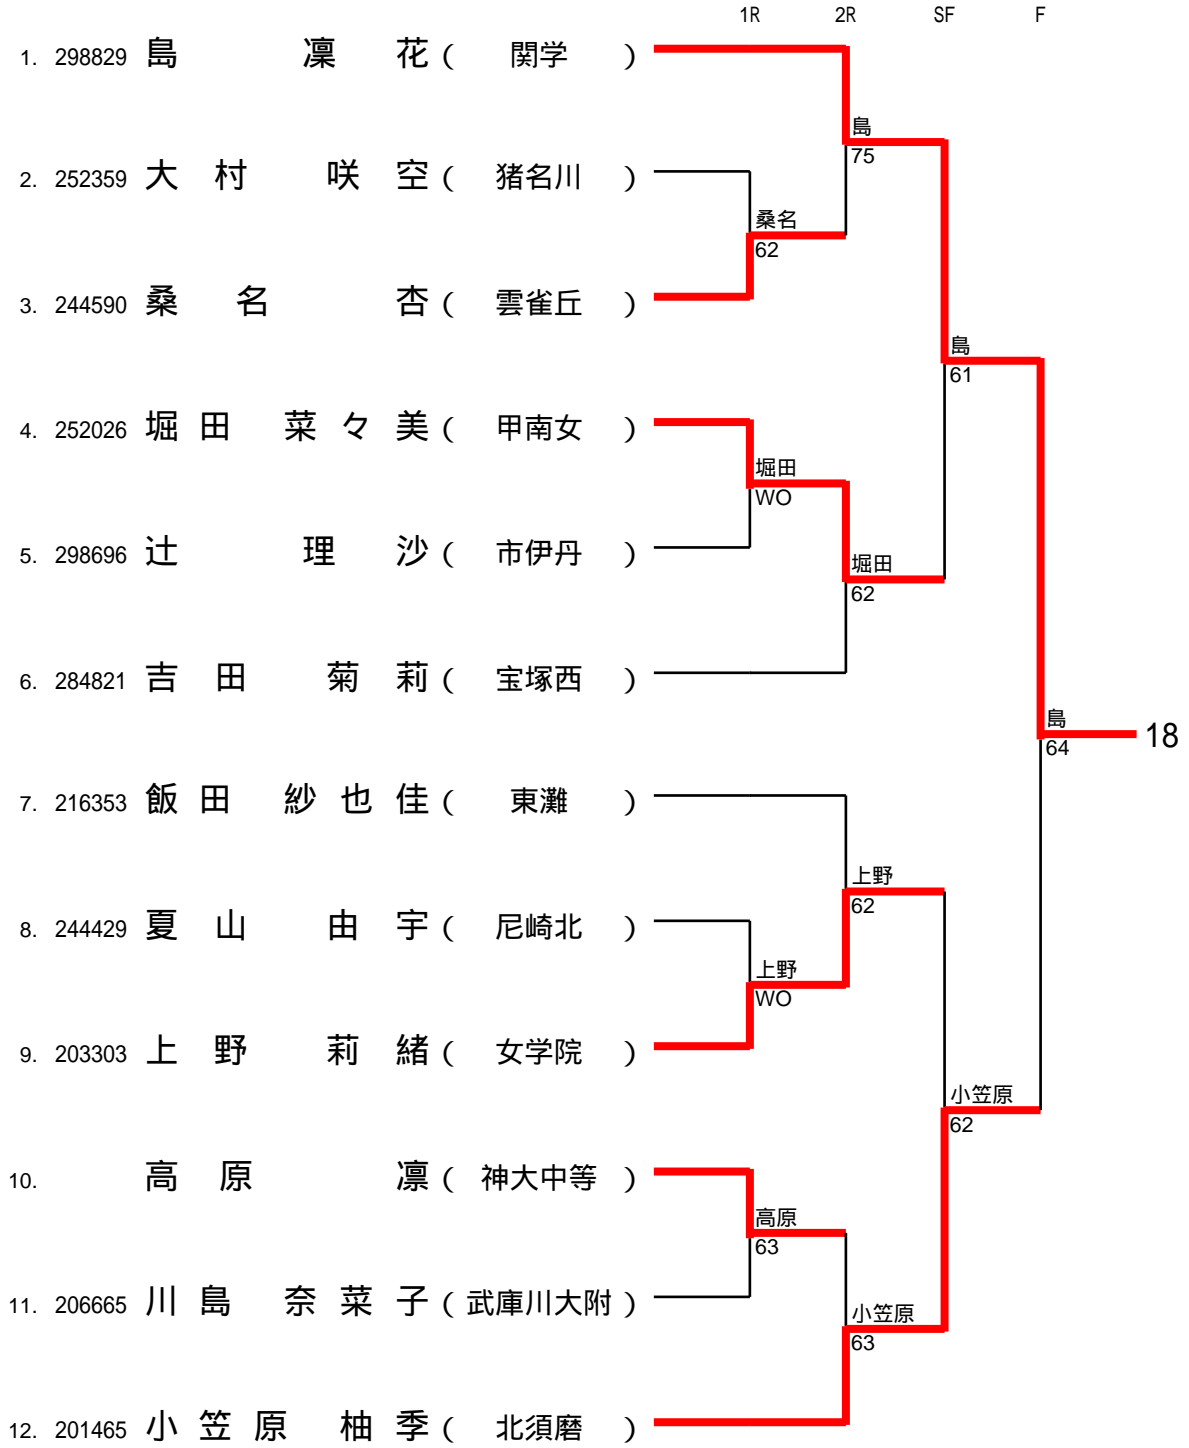 1R 2R SF F
1. 298829 島 凜 花 ( 関学 )
島
75
2. 252359 大 村 咲 空 ( 猪名川 )
桑名
62
3. 244590 桑 名 杏 ( 雲雀丘 )
島
61
4. 252026 堀 田 菜 々 美 ( 甲南女 )
堀田
WO
5. 298696 辻 理 沙 ( 市伊丹 )
堀田
62
6. 284821 吉 田 菊 莉 ( 宝塚西 )
島
64
18
7. 216353 飯 田 紗 也 佳 ( 東灘 )
上野
62
8. 244429 夏 山 由 宇 ( 尼崎北 )
上野
WO
9. 203303 上 野 莉 緒 ( 女学院 )
小笠原
62
10. 高 原 凛 ( 神大中等 )
高原
63
11. 206665 川 島 奈 菜 子 ( 武庫川大附 )
小笠原
63
12. 201465 小 笠 原 柚 季 ( 北須磨 )